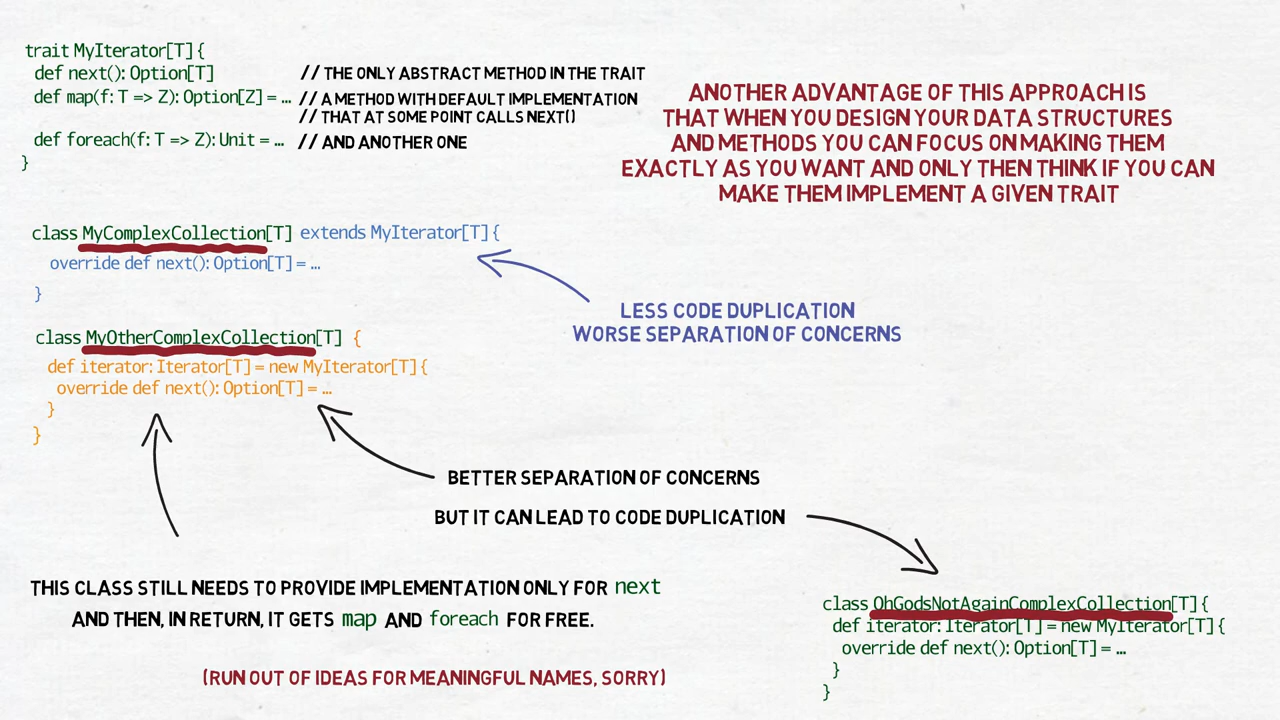 trait MyIterator[T] {
def next(): Option[T] // THE ONLY ABSTRACT METHOD IN THE TRAIT
def map(f: T => Z): Option[Z] = ... // A METHOD WITH DEFAULT IMPLEMENTATION
// THAT AT SOME POINT CALLS NEXT()
def foreach(f: T => Z): Unit = ... // AND ANOTHER ONE
}
ANOTHER ADVANTAGE OF THIS APPROACH IS
THAT WHEN YOU DESIGN YOUR DATA STRUCTURES
AND METHODS YOU CAN FOCUS ON MAKING THEM
EXACTLY AS YOU WANT AND ONLY THEN THINK IF YOU CAN
MAKE THEM IMPLEMENT A GIVEN TRAIT
class MyComplexCollection[T] extends MyIterator[T] {
override def next(): Option[T] = ...
}
LESS CODE DUPLICATION
WORSE SEPARATION OF CONCERNS
class MyOtherComplexCollection[T] {
def iterator: Iterator[T] = new MyIterator[T] {
override def next(): Option[T] = ...
}
}
BETTER SEPARATION OF CONCERNS
BUT IT CAN LEAD TO CODE DUPLICATION
THIS CLASS STILL NEEDS TO PROVIDE IMPLEMENTATION ONLY FOR next
AND THEN, IN RETURN, IT GETS map AND foreach FOR FREE.
(RUN OUT OF IDEAS FOR MEANINGFUL NAMES, SORRY)
class OhGodsNotAgainComplexCollection[T] {
def iterator: Iterator[T] = new MyIterator[T] {
override def next(): Option[T] = ...
}
}